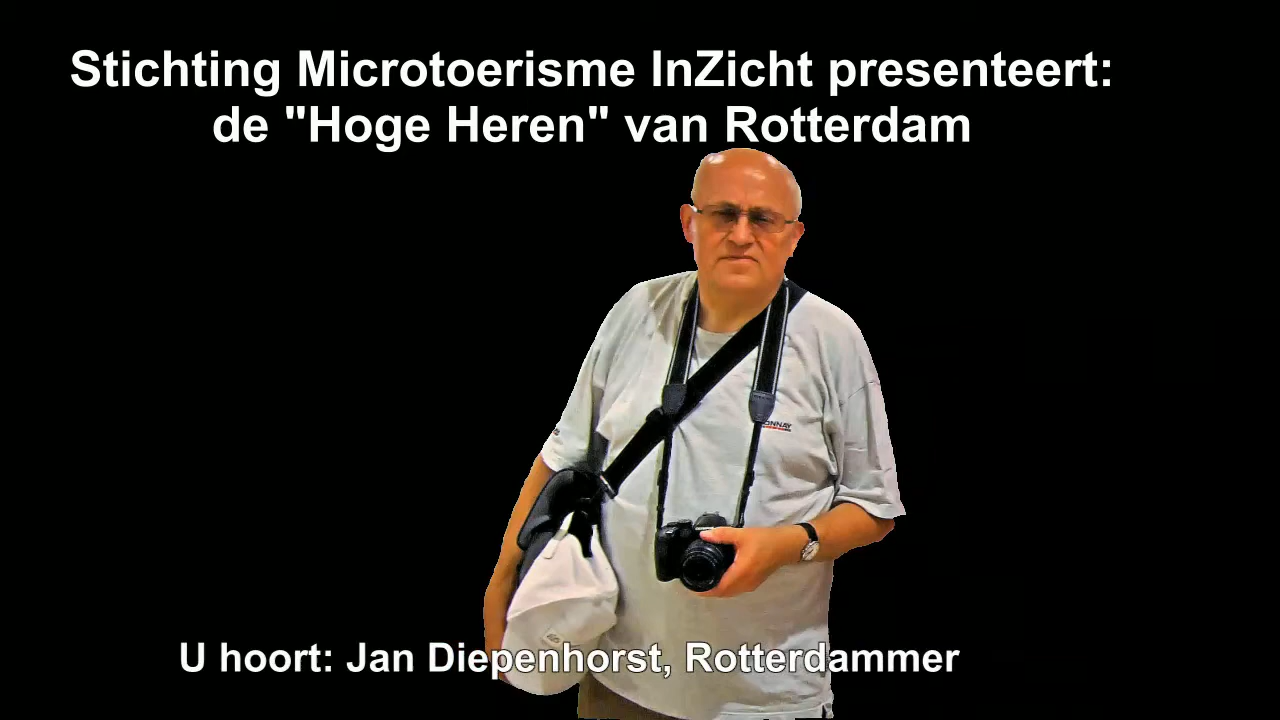 Stichting Microtoerisme InZicht presenteert:
de "Hoge Heren" van Rotterdam
U hoort: Jan Diepenhorst, Rotterdammer